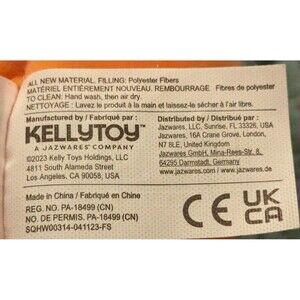 ALL NEW MATERIAL. FILLING: Polyester Fibers
MATÉRIEL ENTIÈREMENT NOUVEAU. REMBOURRAGE: Fibres de polyester
TO CLEAN: Hand wash, then air dry.
NETTOYAGE : Lavez le produit à la main et laissez-le sécher à l'air libre.
Manufactured by / Fabriqué par :
KELLYTOY
A JAZWARES COMPANY
©2023 Kelly Toys Holdings, LLC
4811 South Alameda Street
Los Angeles, CA 90058, USA
Distributed by / Distribué par :
Jazwares, LLC, Sunrise, FL 33326, USA
Jazwares, 16A Crane Grove, London,
N7 8LE, United Kingdom
Jazwares GmbH, Mina-Rees-Str. 8,
64295 Darmstadt, Germany
www.jazwares.com www.jazwares.de
Made in China / Fabriqué en Chine
REG. NO. PA-18499 (CN)
NO DE PERMIS. PA-18499 (CN)
SQHW00314-041123-FS
CE
UK
CA